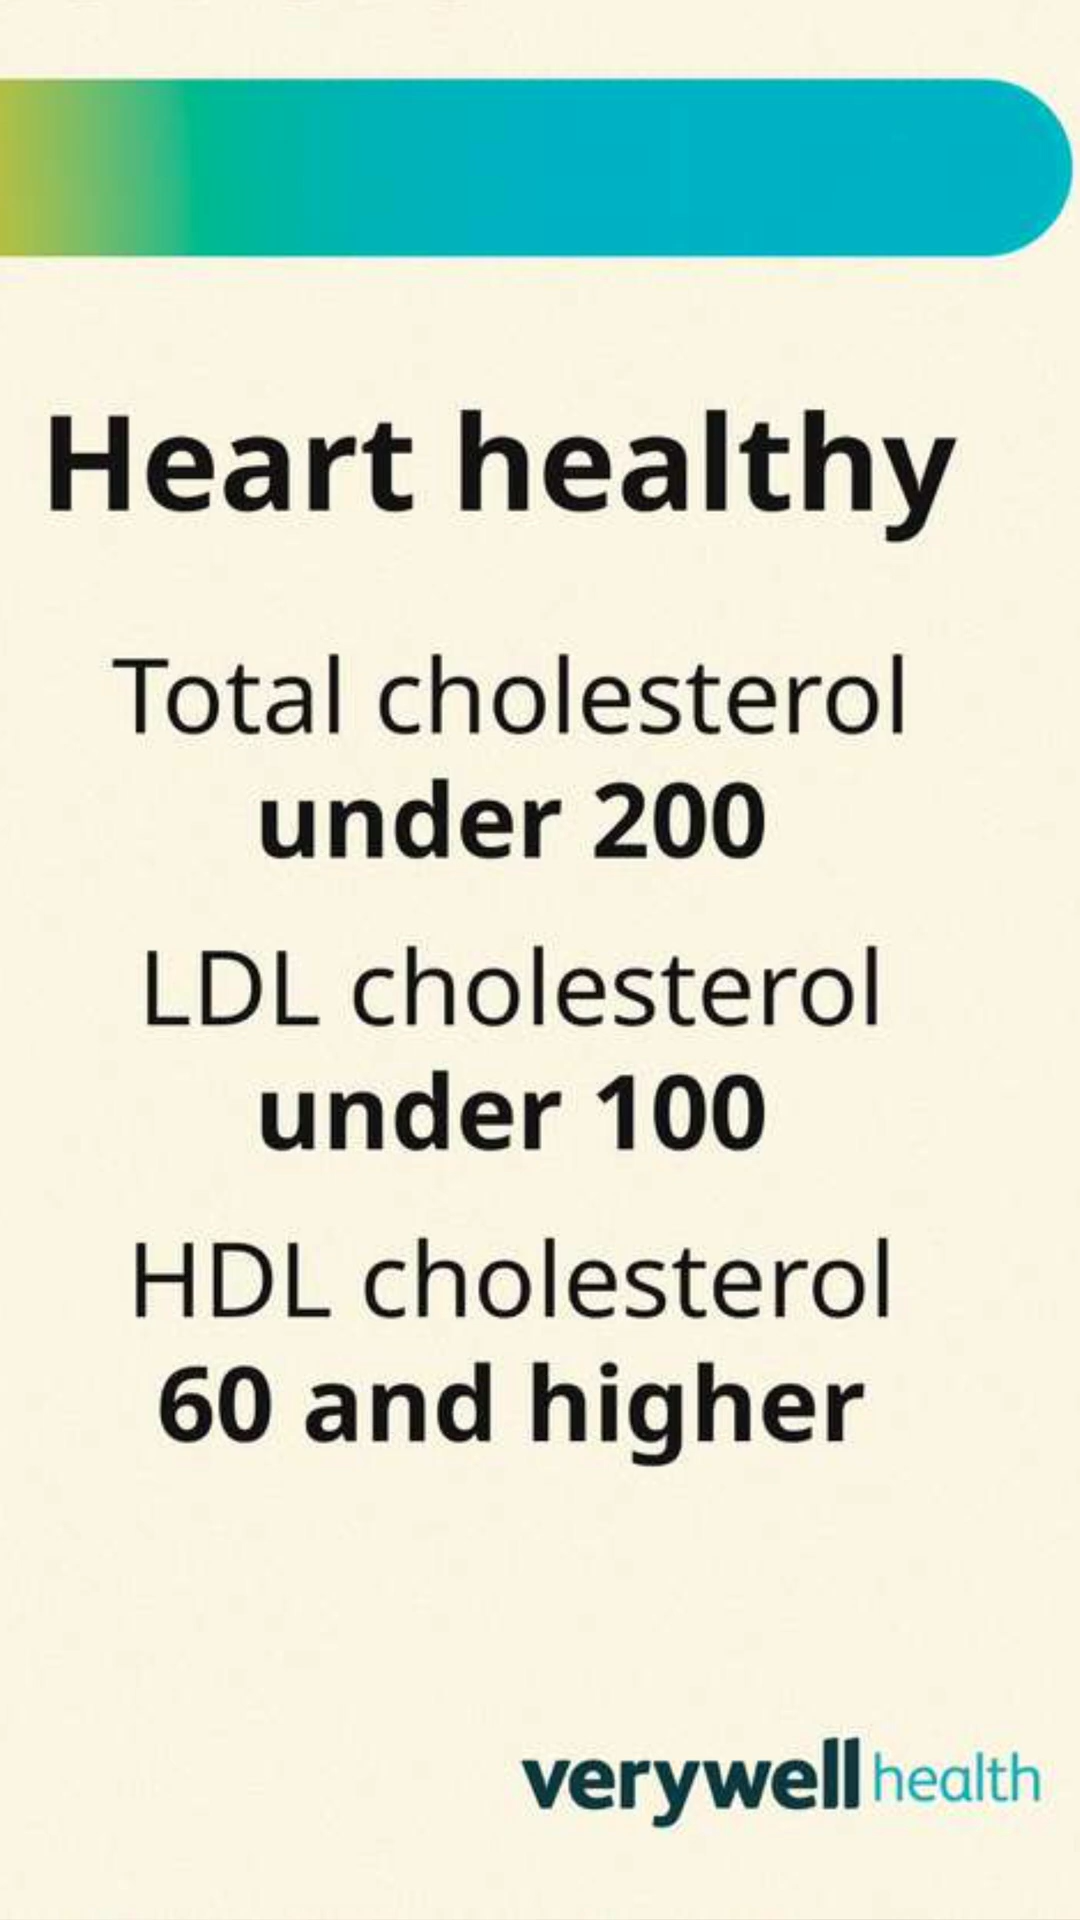 Heart healthy
Total cholesterol
under 200
LDL cholesterol
under 100
HDL cholesterol
60 and higher
verywell health